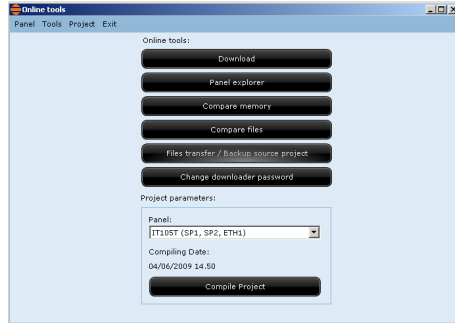 Online tools
Panel Tools Project Exit
Online tools:
Download
Panel explorer
Compare memory
Compare files
Files transfer / Backup source project
Change downloader password
Project parameters:
Panel:
IT105T (SP1, SP2, ETH1)
Compiling Date:
04/06/2009 14.50
Compile Project